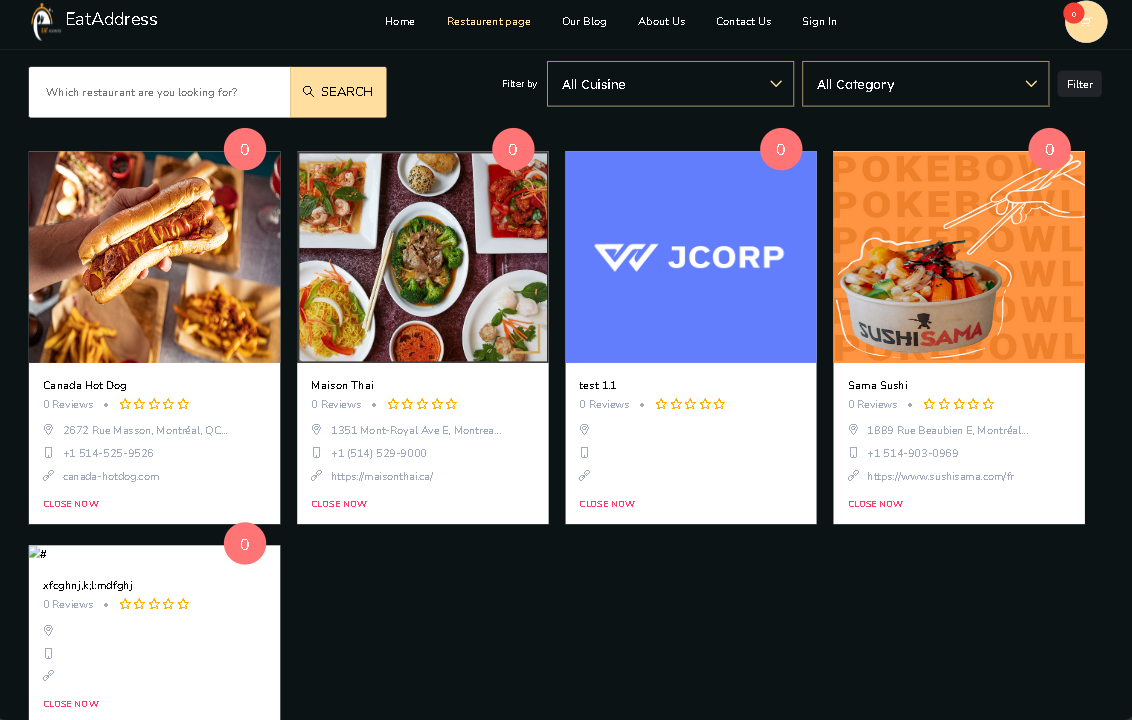 EatAddress
Home
Restaurent page
Our Blog
About Us
Contact Us
Sign In
0
Which restaurant are you looking for?
SEARCH
Filter by
All Cuisine
All Category
Filter
0
0
0
0
JCORP
POKEBOWL
POKEBOWL
POKEBOWL
SUSHISAMA
Canada Hot Dog
0 Reviews
2672 Rue Masson, Montréal, QC...
+1 514-525-9526
canada-hotdog.com
CLOSE NOW
Maison Thai
0 Reviews
1351 Mont-Royal Ave E, Montrea...
+1 (514) 529-9000
https://maisonthai.ca/
CLOSE NOW
test 1.1
0 Reviews
CLOSE NOW
Sama Sushi
0 Reviews
1889 Rue Beaubien E, Montréal...
+1 514-903-0969
https://www.sushisama.com/fr
CLOSE NOW
0
#
xfcghnj,k;l:mdfghj
0 Reviews
CLOSE NOW